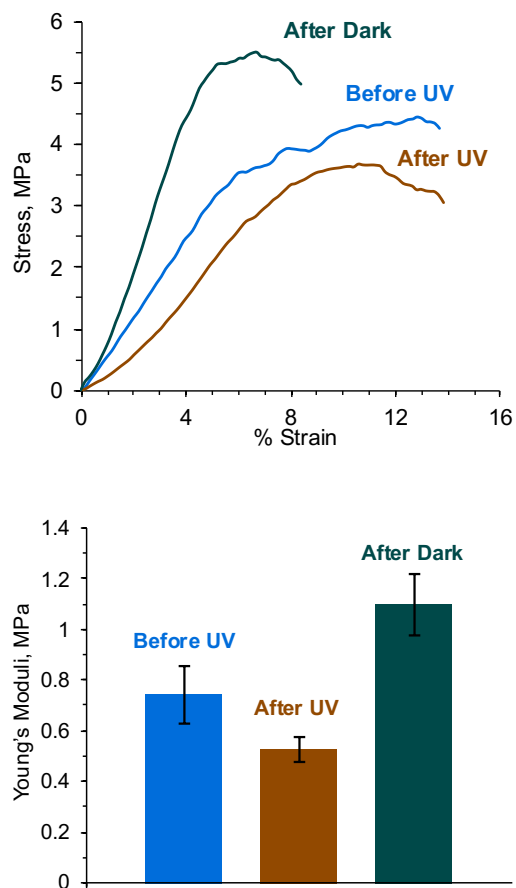 6
After Dark
5
Before UV
4
After UV
3
2
1
0
0 4 8 12 16
Stress, MPa
% Strain
1.4
After Dark
1.2
1
Before UV
0.8
After UV
0.6
0.4
0.2
0
Young's Moduli, MPa